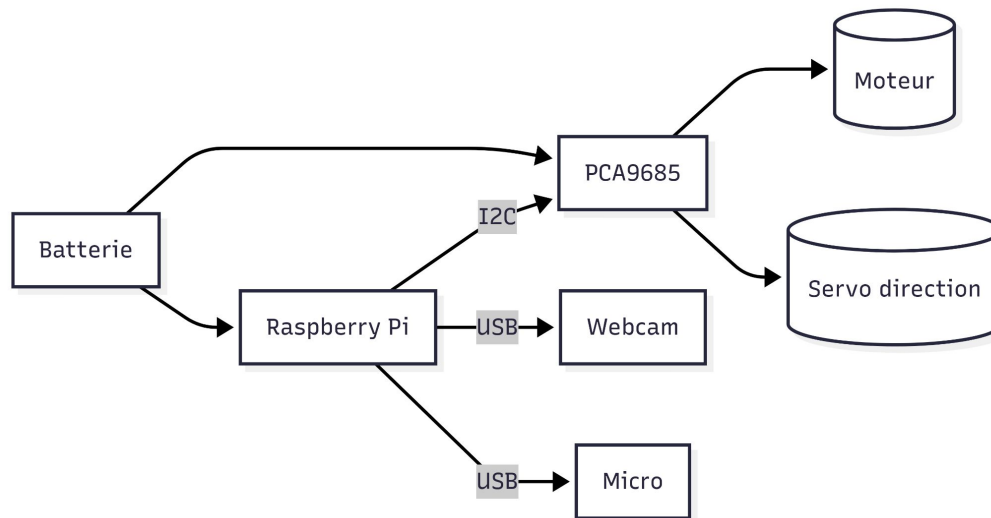 Moteur
PCA9685
I2C
Batterie
Servo direction
Raspberry Pi
USB
Webcam
USB
Micro